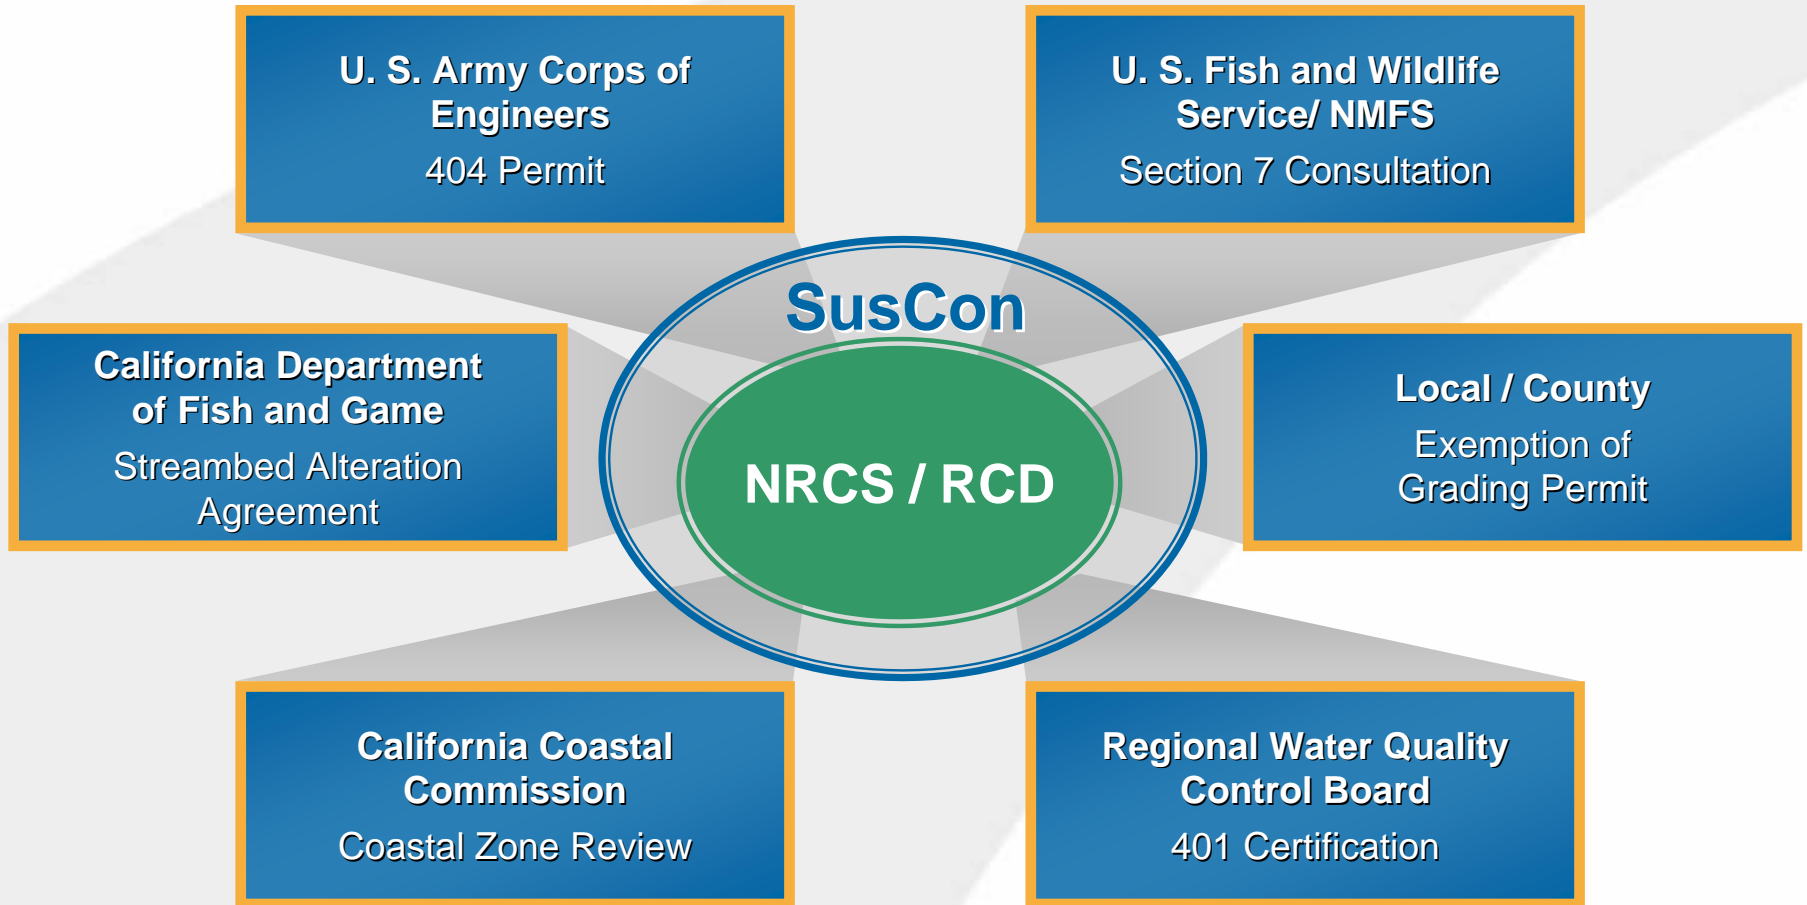 U. S. Army Corps of
Engineers
404 Permit
U. S. Fish and Wildlife
Service/ NMFS
Section 7 Consultation
SusCon
California Department
of Fish and Game
Streambed Alteration
Agreement
NRCS / RCD
Local / County
Exemption of
Grading Permit
California Coastal
Commission
Coastal Zone Review
Regional Water Quality
Control Board
401 Certification